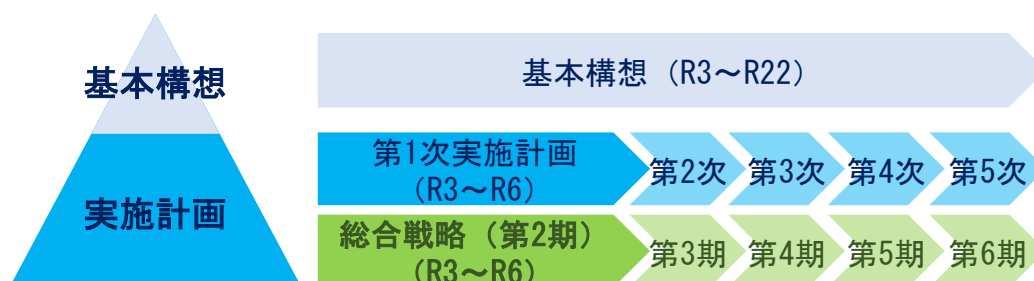 基本構想
実施計画
基本構想（R3～R22）
第1次実施計画
（R3～R6）
第2次
第3次
第4次
第5次
総合戦略（第2期）
（R3～R6）
第3期
第4期
第5期
第6期